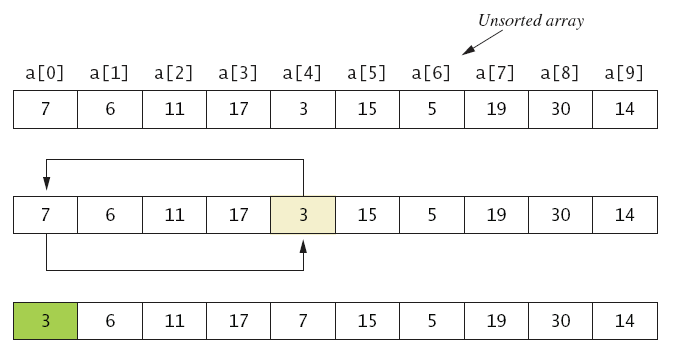 Unsorted array
a[0] a[1] a[2] a[3] a[4] a[5] a[6] a[7] a[8] a[9]
7 6 11 17 3 15 5 19 30 14
7 6 11 17 3 15 5 19 30 14
3 6 11 17 7 15 5 19 30 14